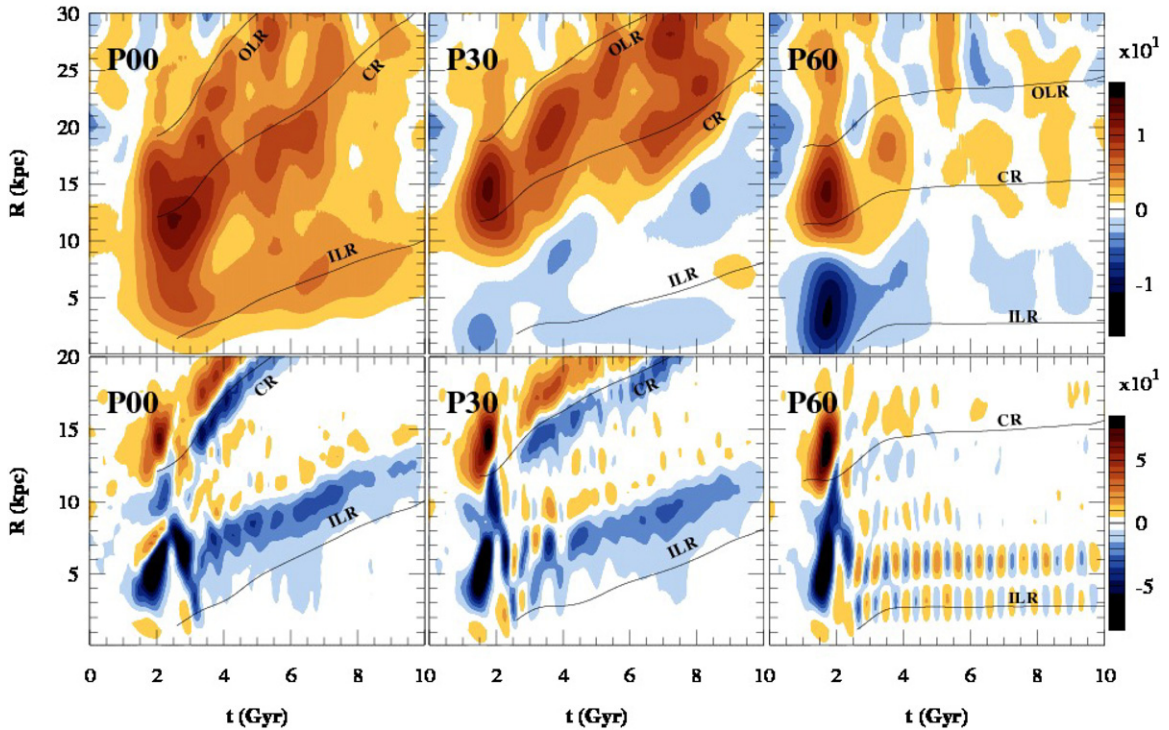 P00 P30 P60
OLR CR ILR
CR ILR
OLR CR ILR
30 25 20 15 10 5
R (kpc)
x10¹
1 0 -1
P00 P30 P60
CR ILR
CR ILR
CR ILR
20 15 10 5
R (kpc)
x10¹
5 0 -5
0 2 4 6 8 10
2 4 6 8 10
2 4 6 8 10
t (Gyr) t (Gyr) t (Gyr)